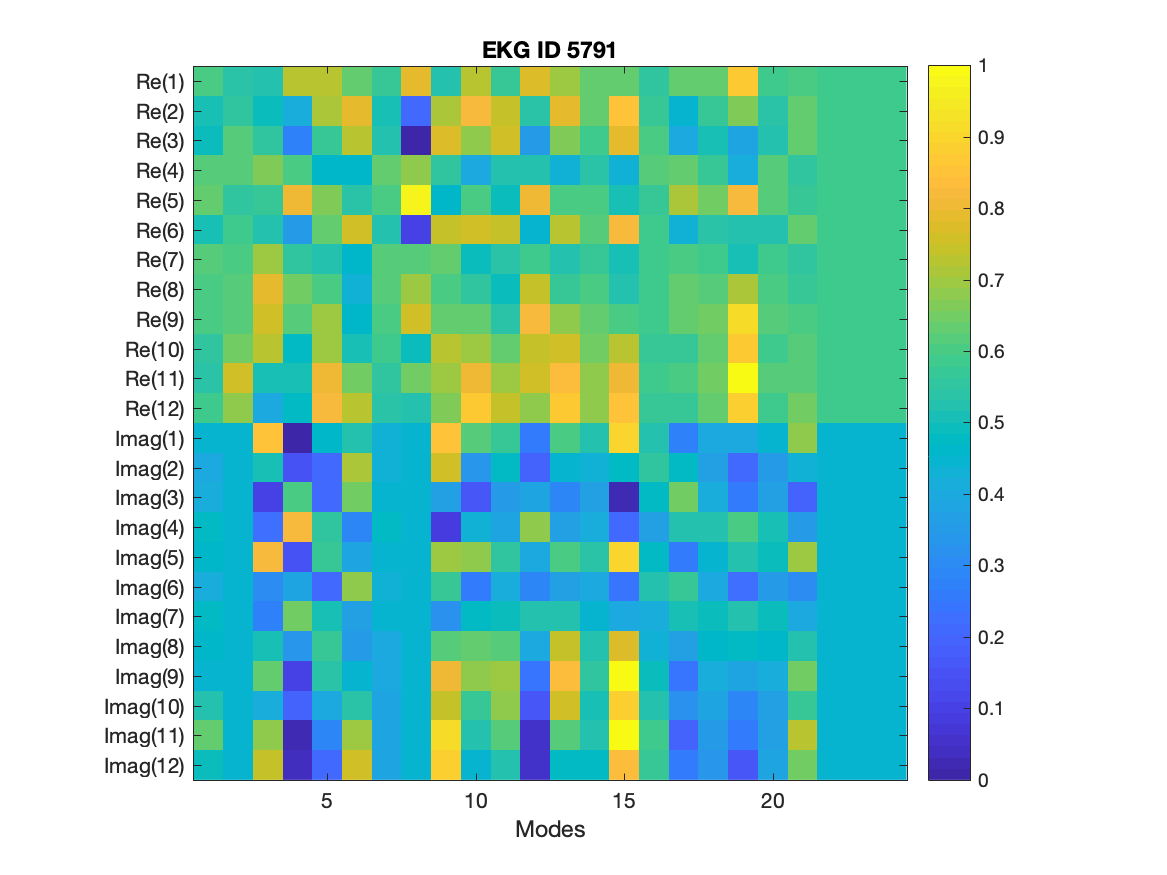 EKG ID 5791
Re(1)
Re(2)
Re(3)
Re(4)
Re(5)
Re(6)
Re(7)
Re(8)
Re(9)
Re(10)
Re(11)
Re(12)
Imag(1)
Imag(2)
Imag(3)
Imag(4)
Imag(5)
Imag(6)
Imag(7)
Imag(8)
Imag(9)
Imag(10)
Imag(11)
Imag(12)
5 10 15 20
Modes
1
0.9
0.8
0.7
0.6
0.5
0.4
0.3
0.2
0.1
0